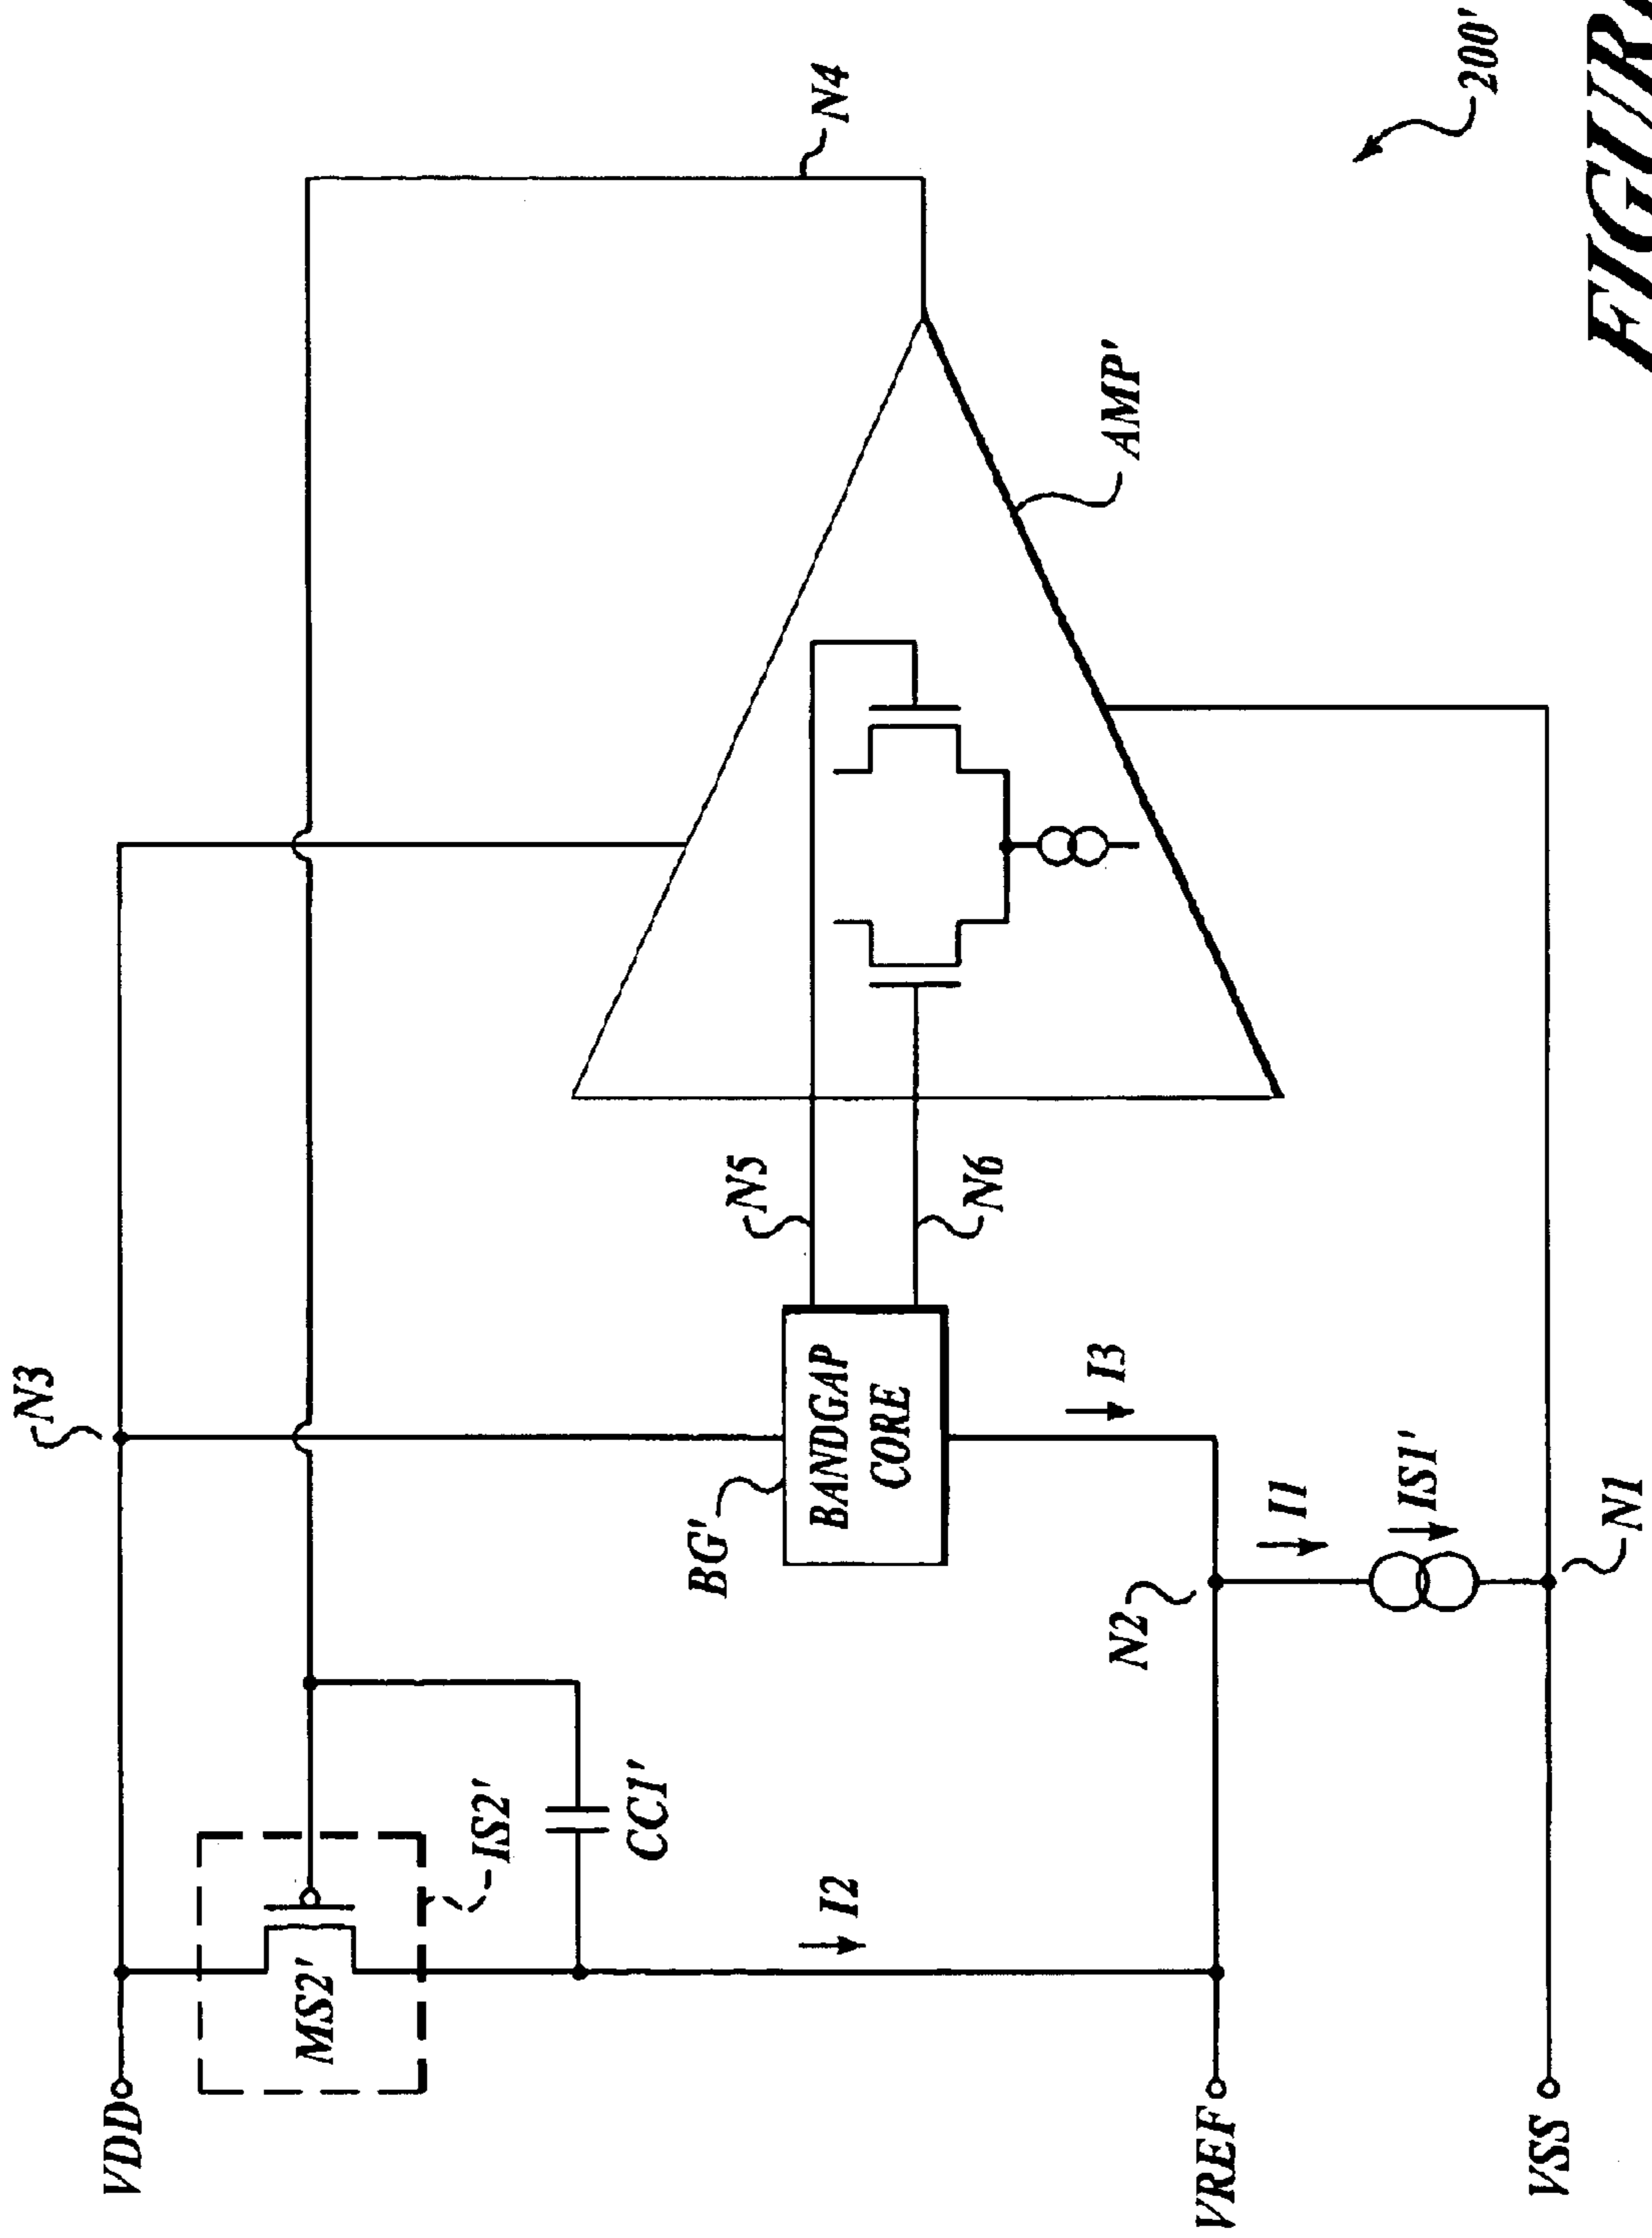 N3
VDD
MS2'
IS2'
CC1'
I2
BG'
BANDGAP
CORE
N5
N6
N4
AMP'
I3
N2
I1
IS1'
VREF
VSS
N1
200'